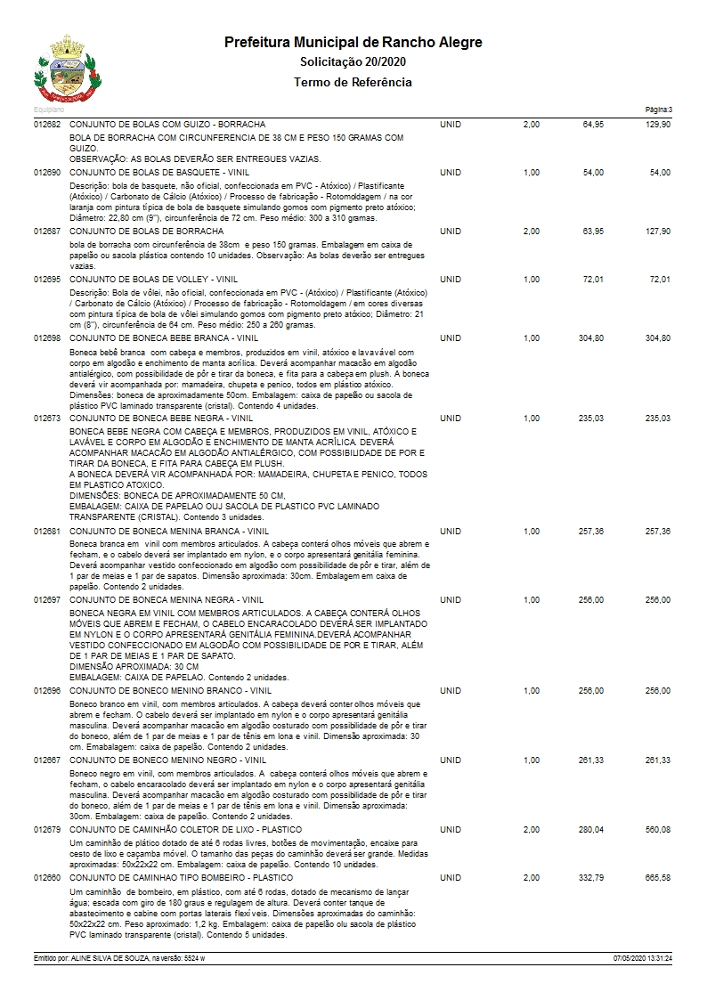 Prefeitura Municipal de Rancho Alegre
Solicitação 20/2020
Termo de Referência
Equiplano Página:3
012682 CONJUNTO DE BOLAS COM GUIZO - BORRACHA UNID 2,00 64,95 129,90
BOLA DE BORRACHA COM CIRCUNFERENCIA DE 38 CM E PESO 150 GRAMAS COM
GUIZO.
OBSERVAÇÃO: AS BOLAS DEVERÃO SER ENTREGUES VAZIAS.
012690 CONJUNTO DE BOLAS DE BASQUETE - VINIL UNID 1,00 54,00 54,00
Descrição: bola de basquete, não oficial, confeccionada em PVC - Atóxico) / Plastificante
(Atóxico) / Carbonato de Cálcio (Atóxico) / Processo de fabricação - Rotomoldagem / na cor
laranja com pintura típica de bola de basquete simulando gomos com pigmento preto atóxico;
Diâmetro: 22,80 cm (9"), circunferência de 72 cm. Peso médio: 300 a 310 gramas.
012687 CONJUNTO DE BOLAS DE BORRACHA UNID 2,00 63,95 127,90
bola de borracha com circunferência de 38cm e peso 150 gramas. Embalagem em caixa de
papelão ou sacola plástica contendo 10 unidades. Observação: As bolas deverão ser entregues
vazias.
012695 CONJUNTO DE BOLAS DE VOLLEY - VINIL UNID 1,00 72,01 72,01
Descrição: Bola de vôlei, não oficial, confeccionada em PVC - (Atóxico) / Plastificante (Atóxico)
/ Carbonato de Cálcio (Atóxico) / Processo de fabricação - Rotomoldagem / em cores diversas
com pintura típica de bola de vôlei simulando gomos com pigmento preto atóxico; Diâmetro: 21
cm (8"), circunferência de 64 cm. Peso médio: 250 a 260 gramas.
012698 CONJUNTO DE BONECA BEBE BRANCA - VINIL UNID 1,00 304,80 304,80
Boneca bebê branca com cabeça e membros, produzidos em vinil, atóxico e lavavável com
corpo em algodão e enchimento de manta acrílica. Deverá acompanhar macacão em algodão
antialérgico, com possibilidade de pôr e tirar da boneca, e fita para a cabeça em plush. A boneca
deverá vir acompanhada por: mamadeira, chupeta e penico, todos em plástico atóxico.
Dimensões: boneca de aproximadamente 50cm. Embalagem: caixa de papelão ou sacola de
plástico PVC laminado transparente (cristal). Contendo 4 unidades.
012673 CONJUNTO DE BONECA BEBE NEGRA - VINIL UNID 1,00 235,03 235,03
BONECA BEBE NEGRA COM CABEÇA E MEMBROS, PRODUZIDOS EM VINIL, ATÓXICO E
LAVÁVEL E CORPO EM ALGODÃO E ENCHIMENTO DE MANTA ACRÍLICA. DEVERÁ
ACOMPANHAR MACACÃO EM ALGODÃO ANTIALÉRGICO, COM POSSIBILIDADE DE POR E
TIRAR DA BONECA, E FITA PARA CABEÇA EM PLUSH.
A BONECA DEVERÁ VIR ACOMPANHADA POR: MAMADEIRA, CHUPETA E PENICO, TODOS
EM PLASTICO ATOXICO.
DIMENSÕES: BONECA DE APROXIMADAMENTE 50 CM,
EMBALAGEM: CAIXA DE PAPELAO OUJ SACOLA DE PLASTICO PVC LAMINADO
TRANSPARENTE (CRISTAL). Contendo 3 unidades.
012681 CONJUNTO DE BONECA MENINA BRANCA - VINIL UNID 1,00 257,36 257,36
Boneca branca em vinil com membros articulados. A cabeça conterá olhos móveis que abrem e
fecham, e o cabelo deverá ser implantado em nylon, e o corpo apresentará genitália feminina.
Deverá acompanhar vestido confeccionado em algodão com possibilidade de pôr e tirar, além de
1 par de meias e 1 par de sapatos. Dimensão aproximada: 30cm. Embalagem em caixa de
papelão. Contendo 2 unidades.
012697 CONJUNTO DE BONECA MENINA NEGRA - VINIL UNID 1,00 256,00 256,00
BONECA NEGRA EM VINIL COM MEMBROS ARTICULADOS. A CABEÇA CONTERÁ OLHOS
MÓVEIS QUE ABREM E FECHAM, O CABELO ENCARACOLADO DEVERÁ SER IMPLANTADO
EM NYLON E O CORPO APRESENTARÁ GENITÁLIA FEMININA.DEVERÁ ACOMPANHAR
VESTIDO CONFECCIONADO EM ALGODÃO COM POSSIBILIDADE DE POR E TIRAR, ALÉM
DE 1 PAR DE MEIAS E 1 PAR DE SAPATO.
DIMENSÃO APROXIMADA: 30 CM
EMBALAGEM: CAIXA DE PAPELAO. Contendo 2 unidades.
012696 CONJUNTO DE BONECO MENINO BRANCO - VINIL UNID 1,00 256,00 256,00
Boneco branco em vinil, com membros articulados. A cabeça deverá conter olhos móveis que
abrem e fecham. O cabelo deverá ser implantado em nylon e o corpo apresentará genitália
masculina. Deverá acompanhar macacão em algodão costurado com possibilidade de pôr e tirar
do boneco, além de 1 par de meias e 1 par de tênis em lona e vinil. Dimensão aproximada: 30
cm. Emabalagem: caixa de papelão. Contendo 2 unidades.
012667 CONJUNTO DE BONECO MENINO NEGRO - VINIL UNID 1,00 261,33 261,33
Boneco negro em vinil, com membros articulados. A cabeça conterá olhos móveis que abrem e
fecham, o cabelo encaracolado deverá ser implantado em nylon e o corpo apresentará genitália
masculina. Deverá acompanhar macacão em algodão costurado com possibilidade de pôr e tirar
do boneco, além de 1 par de meias e 1 par de tênis em lona e vinil. Dimensão aproximada:
30cm. Embalagem: caixa de papelão. Contendo 2 unidades.
012679 CONJUNTO DE CAMINHÃO COLETOR DE LIXO - PLASTICO UNID 2,00 280,04 560,08
Um caminhão de plático dotado de até 6 rodas livres, botões de movimentação, encaixe para
cesto de lixo e caçamba móvel. O tamanho das peças do caminhão deverá ser grande. Medidas
aproximadas: 50x22x22 cm. Embalagem: caixa de papelão. Contendo 10 unidades.
012660 CONJUNTO DE CAMINHAO TIPO BOMBEIRO - PLASTICO UNID 2,00 332,79 665,58
Um caminhão de bombeiro, em plástico, com até 6 rodas, dotado de mecanismo de lançar
água; escada com giro de 180 graus e regulagem de altura. Deverá conter tanque de
abastecimento e cabine com portas laterais flexíveis. Dimensões aproximadas do caminhão:
50x22x22 cm. Peso aproximado: 1,2 kg. Embalagem: caixa de papelão olu sacola de plástico
PVC laminado transparente (cristal). Contendo 5 unidades.
Emitido por: ALINE SILVA DE SOUZA, na versão: 5524 w 07/05/2020 13:31:24